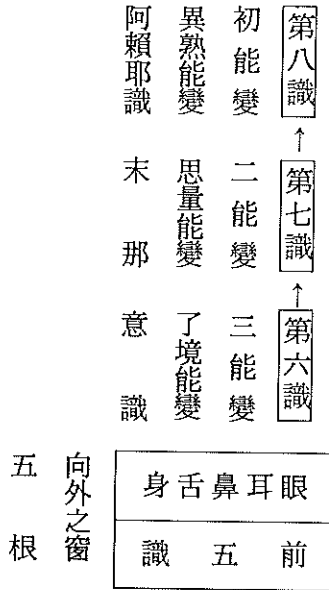 第八識
↑
第七識
↑
第六識
初能變
二能變
三能變
異熟能變
思量能變
了境能變
阿賴耶識
末那
意識
眼耳鼻舌身
前五識
向外之窗
五根